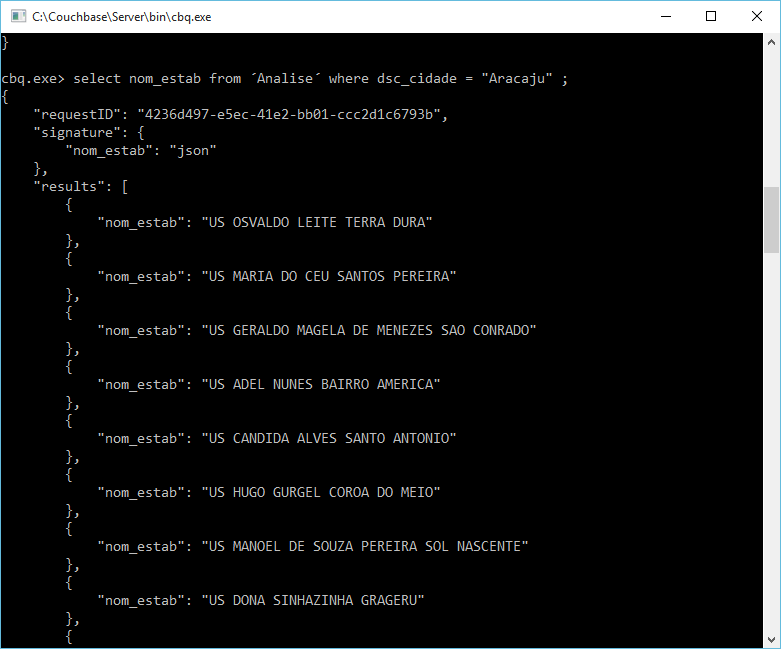 C:\Couchbase\Server\bin\cbq.exe
}
cbq.exe> select nom_estab from ´Analise´ where dsc_cidade = "Aracaju" ;
{
    "requestID": "4236d497-e5ec-41e2-bb01-ccc2d1c6793b",
    "signature": {
        "nom_estab": "json"
    },
    "results": [
        {
            "nom_estab": "US OSVALDO LEITE TERRA DURA"
        },
        {
            "nom_estab": "US MARIA DO CEU SANTOS PEREIRA"
        },
        {
            "nom_estab": "US GERALDO MAGELA DE MENEZES SAO CONRADO"
        },
        {
            "nom_estab": "US ADEL NUNES BAIRRO AMERICA"
        },
        {
            "nom_estab": "US CANDIDA ALVES SANTO ANTONIO"
        },
        {
            "nom_estab": "US HUGO GURGEL COROA DO MEIO"
        },
        {
            "nom_estab": "US MANOEL DE SOUZA PEREIRA SOL NASCENTE"
        },
        {
            "nom_estab": "US DONA SINHAZINHA GRAGERU"
        },
        {